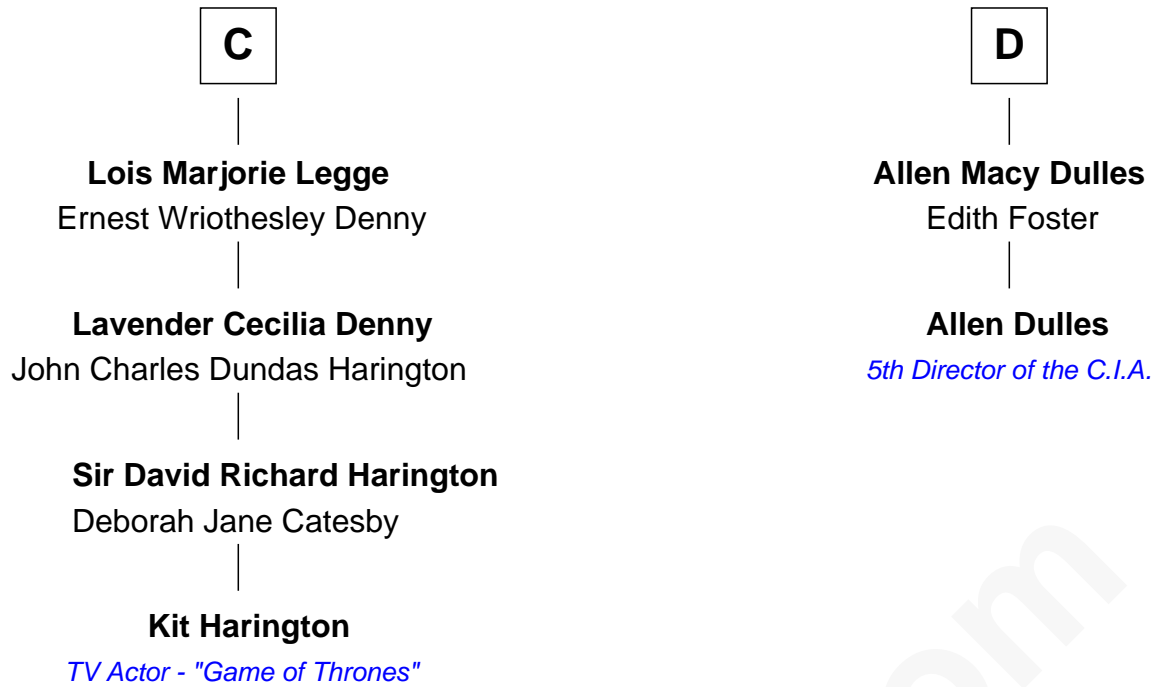 C
Lois Marjorie Legge
Ernest Wriothesley Denny
Lavender Cecilia Denny
John Charles Dundas Harington
Sir David Richard Harington
Deborah Jane Catesby
Kit Harington
TV Actor - "Game of Thrones"
D
Allen Macy Dulles
Edith Foster
Allen Dulles
5th Director of the C.I.A.
om